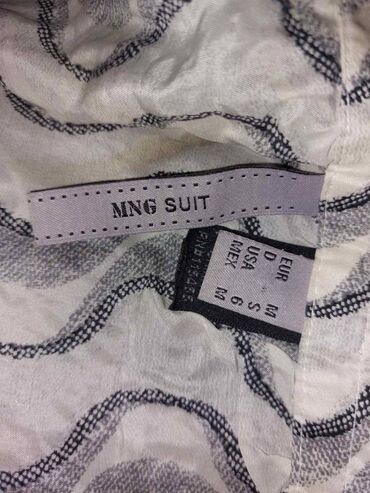 MNG SUIT
EUR M
D S
USA 6
MEX M